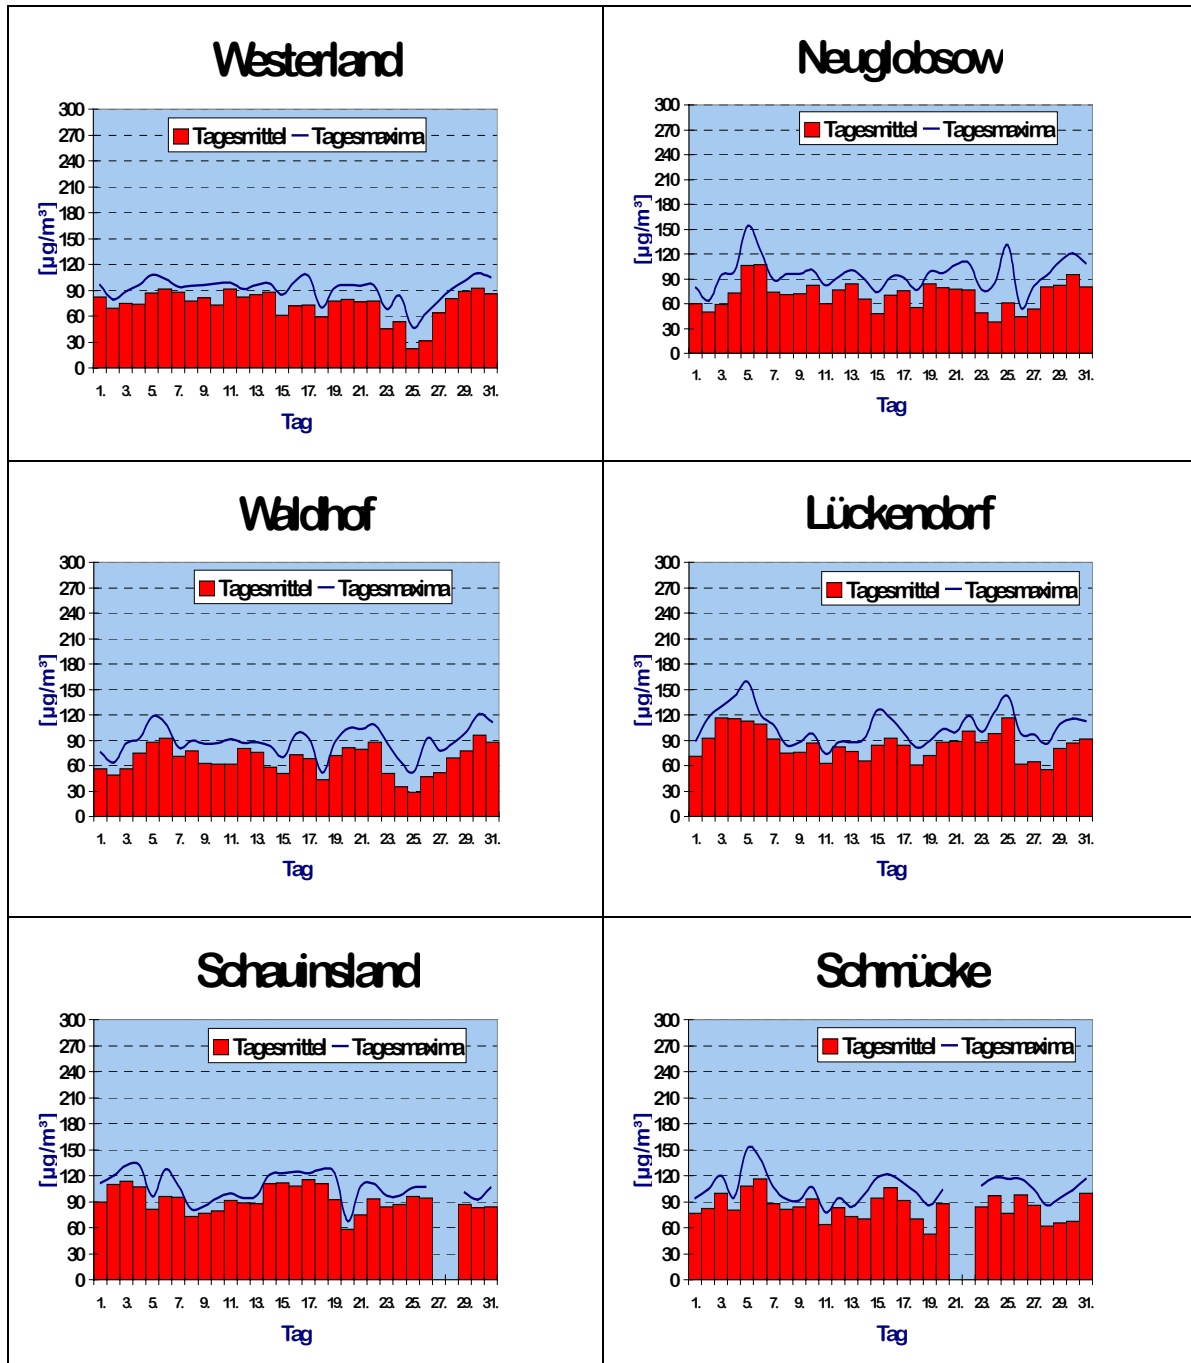 Westerland
300
270
240
210
180
150
120
90
60
30
0
[µg/m³]
Tagesmittel Tagesmaxima
1. 3. 5. 7. 9. 11. 13. 15. 17. 19. 21. 23. 25. 27. 29. 31.
Tag
Neuglobsow
300
270
240
210
180
150
120
90
60
30
0
[µg/m³]
Tagesmittel Tagesmaxima
1. 3. 5. 7. 9. 11. 13. 15. 17. 19. 21. 23. 25. 27. 29. 31.
Tag
Waldhof
300
270
240
210
180
150
120
90
60
30
0
[µg/m³]
Tagesmittel Tagesmaxima
1. 3. 5. 7. 9. 11. 13. 15. 17. 19. 21. 23. 25. 27. 29. 31.
Tag
Lückendorf
300
270
240
210
180
150
120
90
60
30
0
[µg/m³]
Tagesmittel Tagesmaxima
1. 3. 5. 7. 9. 11. 13. 15. 17. 19. 21. 23. 25. 27. 29. 31.
Tag
Schauinsland
300
270
240
210
180
150
120
90
60
30
0
[µg/m³]
Tagesmittel Tagesmaxima
1. 3. 5. 7. 9. 11. 13. 15. 17. 19. 21. 23. 25. 27. 29. 31.
Tag
Schmücke
300
270
240
210
180
150
120
90
60
30
0
[µg/m³]
Tagesmittel Tagesmaxima
1. 3. 5. 7. 9. 11. 13. 15. 17. 19. 21. 23. 25. 27. 29. 31.
Tag